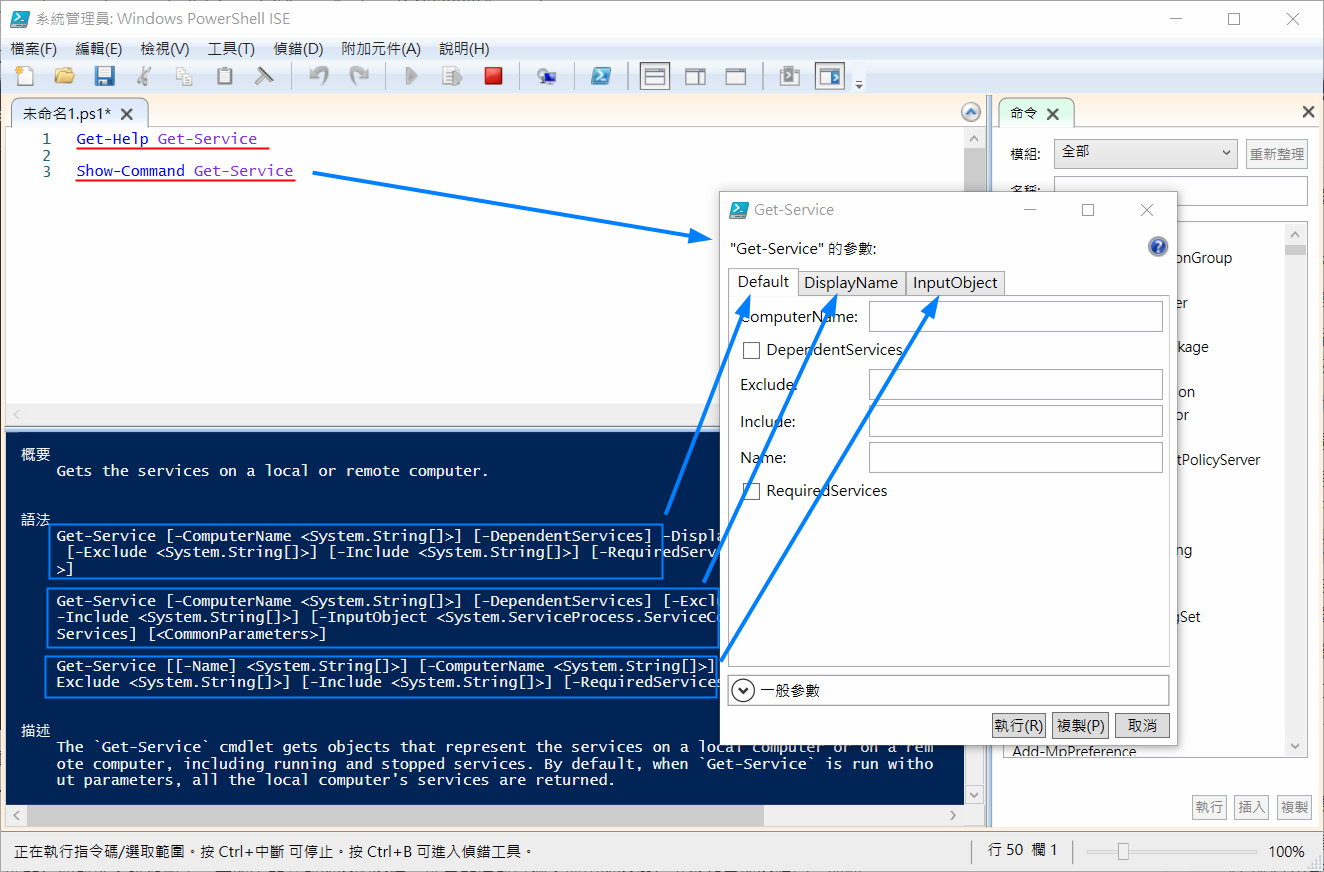 系統管理員: Windows PowerShell ISE
檔案(F) 編輯(E) 檢視(V) 工具(T) 偵錯(D) 附加元件(A) 說明(H)
未命名1.ps1*
1 Get-Help Get-Service
2
3 Show-Command Get-Service
命令
模組: 全部 重新整理
名稱:
Get-Service
"Get-Service" 的參數:
Default DisplayName InputObject
ComputerName:
DependentServices
Exclude:
Include:
Name:
RequiredServices
一般參數
執行(R) 複製(P) 取消
onGroup
er
kage
on
or
tPolicyServer
ng
gSet
Add-MpPreference
執行 插入 複製
概要
Gets the services on a local or remote computer.
語法
Get-Service [-ComputerName <System.String[]>] [-DependentServices] -Displa
[-Exclude <System.String[]>] [-Include <System.String[]>] [-RequiredServ
>]
Get-Service [-ComputerName <System.String[]>] [-DependentServices] [-Excl
-Include <System.String[]>] [-InputObject <System.ServiceProcess.ServiceCo
Services] [<CommonParameters>]
Get-Service [[-Name] <System.String[]>] [-ComputerName <System.String[]>]
Exclude <System.String[]>] [-Include <System.String[]>] [-RequiredServices
描述
The `Get-Service` cmdlet gets objects that represent the services on a local computer or on a rem
ote computer, including running and stopped services. By default, when `Get-Service` is run witho
ut parameters, all the local computer's services are returned.
正在執行指令碼/選取範圍。按 Ctrl+中斷 可停止。按 Ctrl+B 可進入偵錯工具。
行 50 欄 1
100%